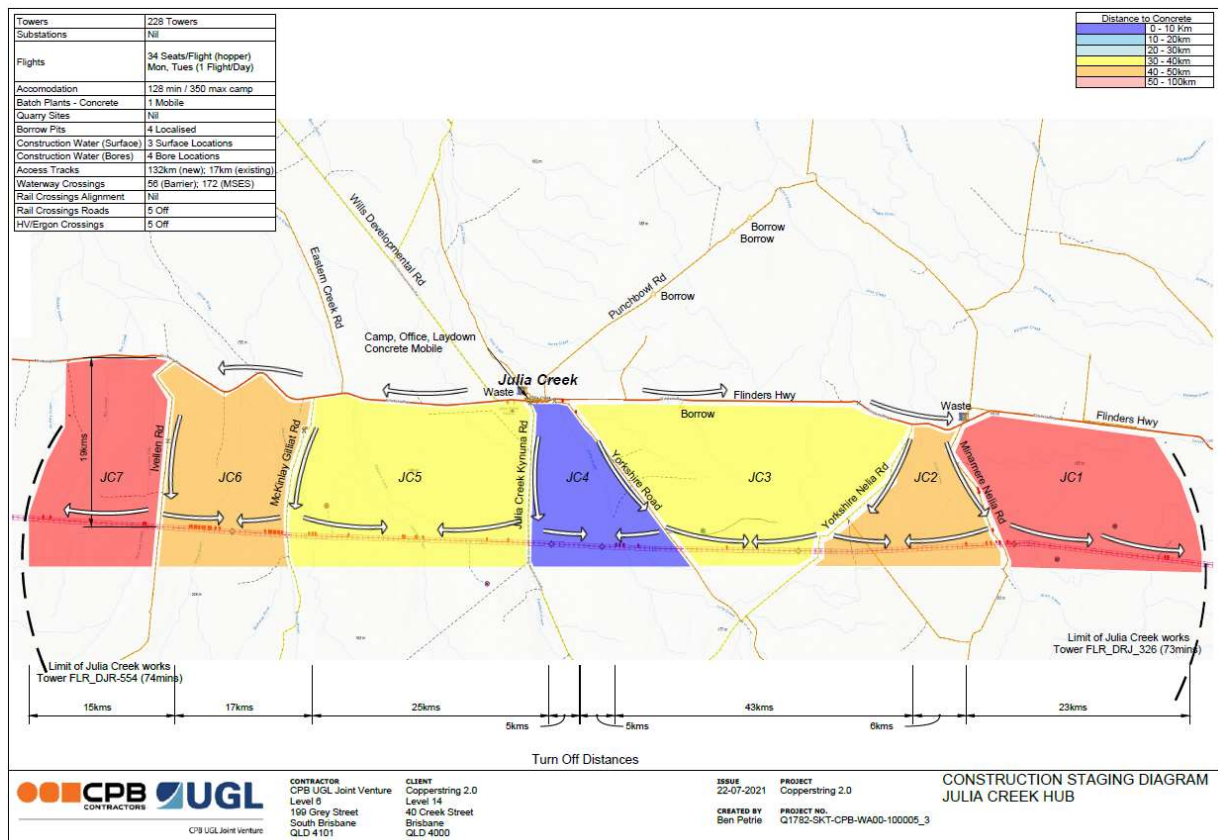 Towers 228 Towers
Substations Nil
Flights 34 Seats/Flight (hopper)
Mon, Tues (1 Flight/Day)
Accomodation 128 min / 350 max camp
Batch Plants - Concrete 1 Mobile
Quarry Sites Nil
Borrow Pits 4 Localised
Construction Water (Surface) 3 Surface Locations
Construction Water (Bores) 4 Bore Locations
Access Tracks 132km (new); 17km (existing)
Waterway Crossings 56 (Barrier); 172 (MSES)
Rail Crossings Alignment Nil
Rail Crossings Roads 5 Off
HV/Ergon Crossings 5 Off
Distance to Concrete
0 - 10 Km
10 - 20km
20 - 30km
30 - 40km
40 - 50km
50 - 100km
Wills Developmental Rd
Eastern Creek Rd
Borrow
Borrow
Punchbowl Rd
Borrow
Camp, Office, Laydown
Concrete Mobile
Julia Creek
Waste
Flinders Hwy
Borrow
Waste
Flinders Hwy
19kms
JC7
Ivellen Rd
JC6
McKinlay Gilliat Rd
JC5
Julia Creek Kynuna Rd
JC4
Yorkshire Road
JC3
Yorkshire Nelia Rd
JC2
Minamere Nelia Rd
JC1
Limit of Julia Creek works
Tower FLR_DJR-554 (74mins)
Limit of Julia Creek works
Tower FLR_DRJ_326 (73mins)
15kms
17kms
25kms
5kms
5kms
43kms
6kms
23kms
Turn Off Distances
CPB
CONTRACTORS
UGL
CPB UGL Joint Venture
CONTRACTOR
CPB UGL Joint Venture
Level 6
199 Grey Street
South Brisbane
QLD 4101
CLIENT
Copperstring 2.0
Level 14
40 Creek Street
Brisbane
QLD 4000
ISSUE
22-07-2021
CREATED BY
Ben Petrie
PROJECT
Copperstring 2.0
PROJECT NO.
Q1782-SKT-CPB-WA00-100005_3
CONSTRUCTION STAGING DIAGRAM
JULIA CREEK HUB